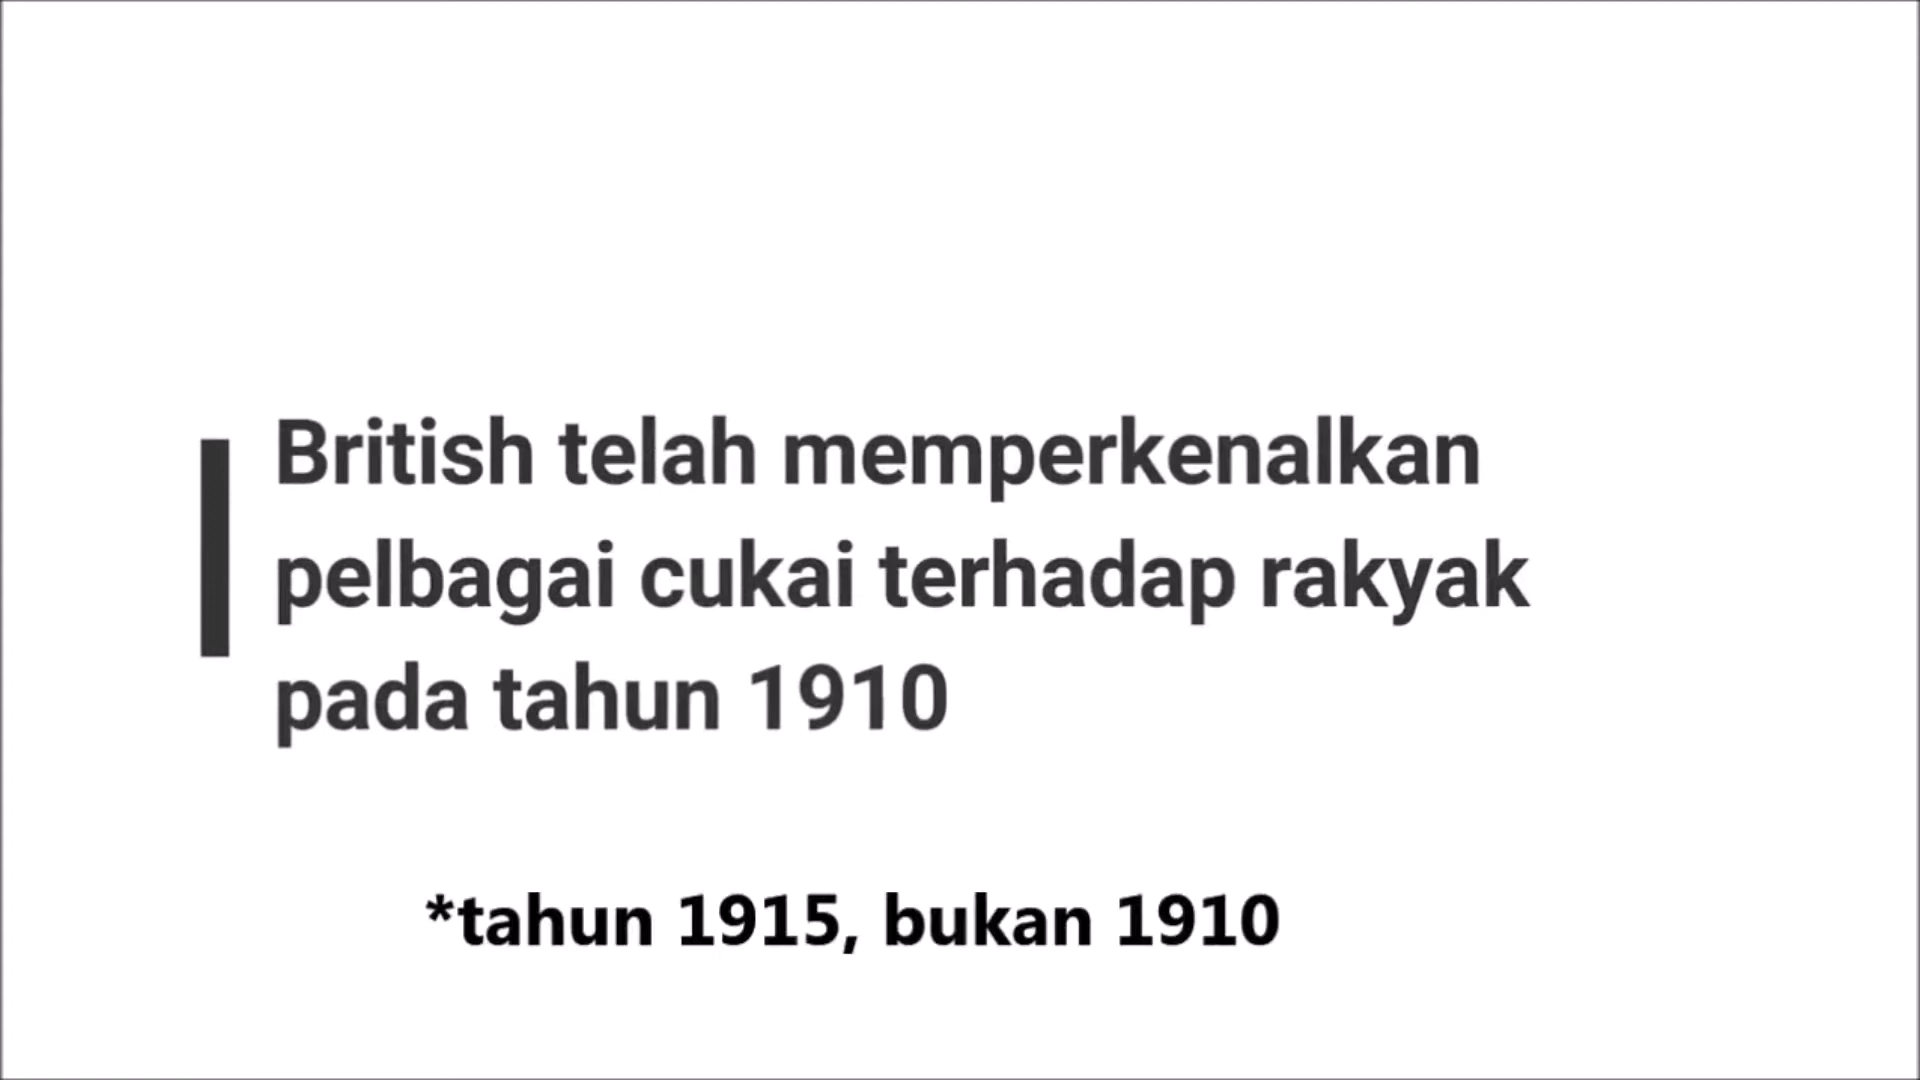 British telah memperkenalkan
pelbagai cukai terhadap rakyak
pada tahun 1910
*tahun 1915, bukan 1910